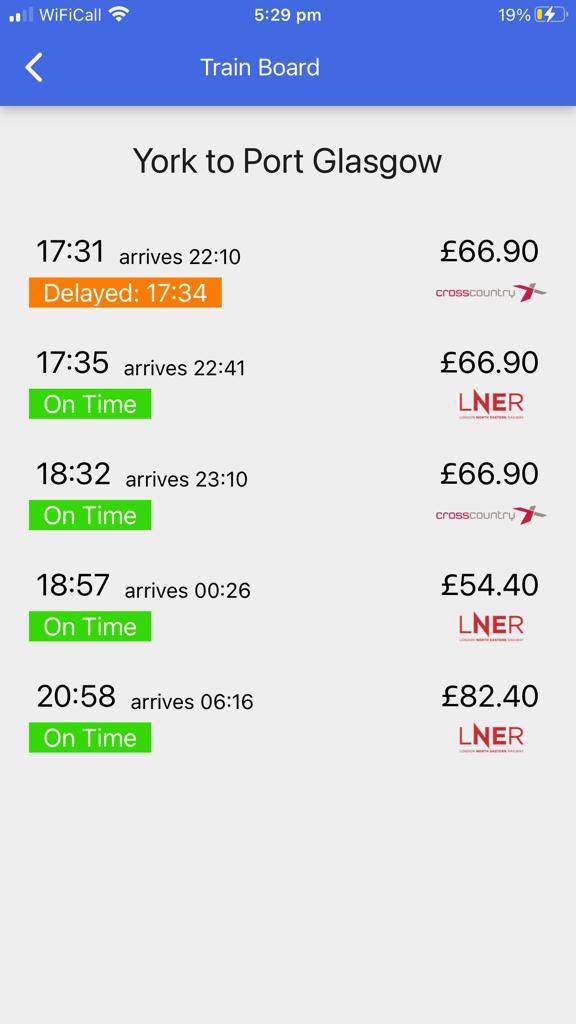 WiFiCall 5:29 pm 19%
Train Board
York to Port Glasgow
17:31 arrives 22:10 £66.90
Delayed: 17:34 crosscountry
17:35 arrives 22:41 £66.90
On Time LNER
LONDON NORTH EASTERN RAILWAY
18:32 arrives 23:10 £66.90
On Time crosscountry
18:57 arrives 00:26 £54.40
On Time LNER
LONDON NORTH EASTERN RAILWAY
20:58 arrives 06:16 £82.40
On Time LNER
LONDON NORTH EASTERN RAILWAY